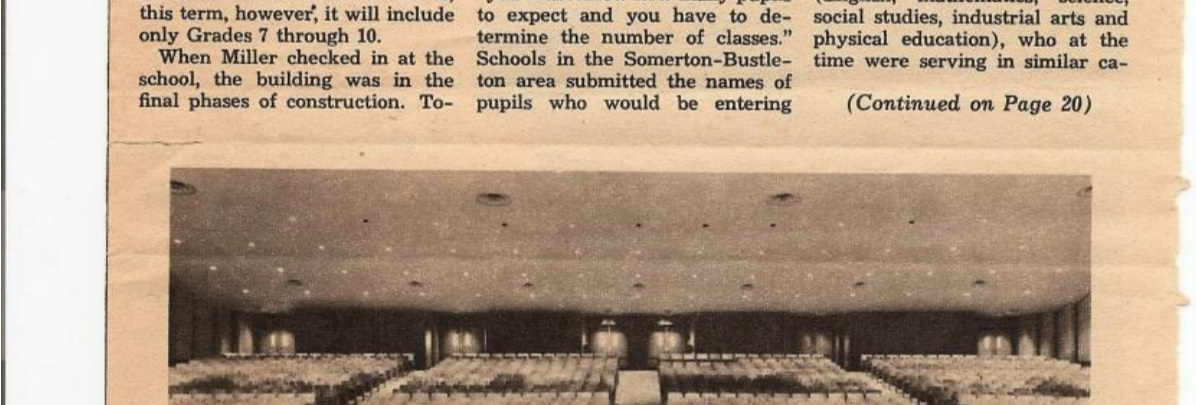 this term, however, it will include
only Grades 7 through 10.
When Miller checked in at the
school, the building was in the
final phases of construction. To-
to expect and you have to de-
termine the number of classes."
Schools in the Somerton-Bustle-
ton area submitted the names of
pupils who would be entering
social studies, industrial arts and
physical education), who at the
time were serving in similar ca-
(Continued on Page 20)